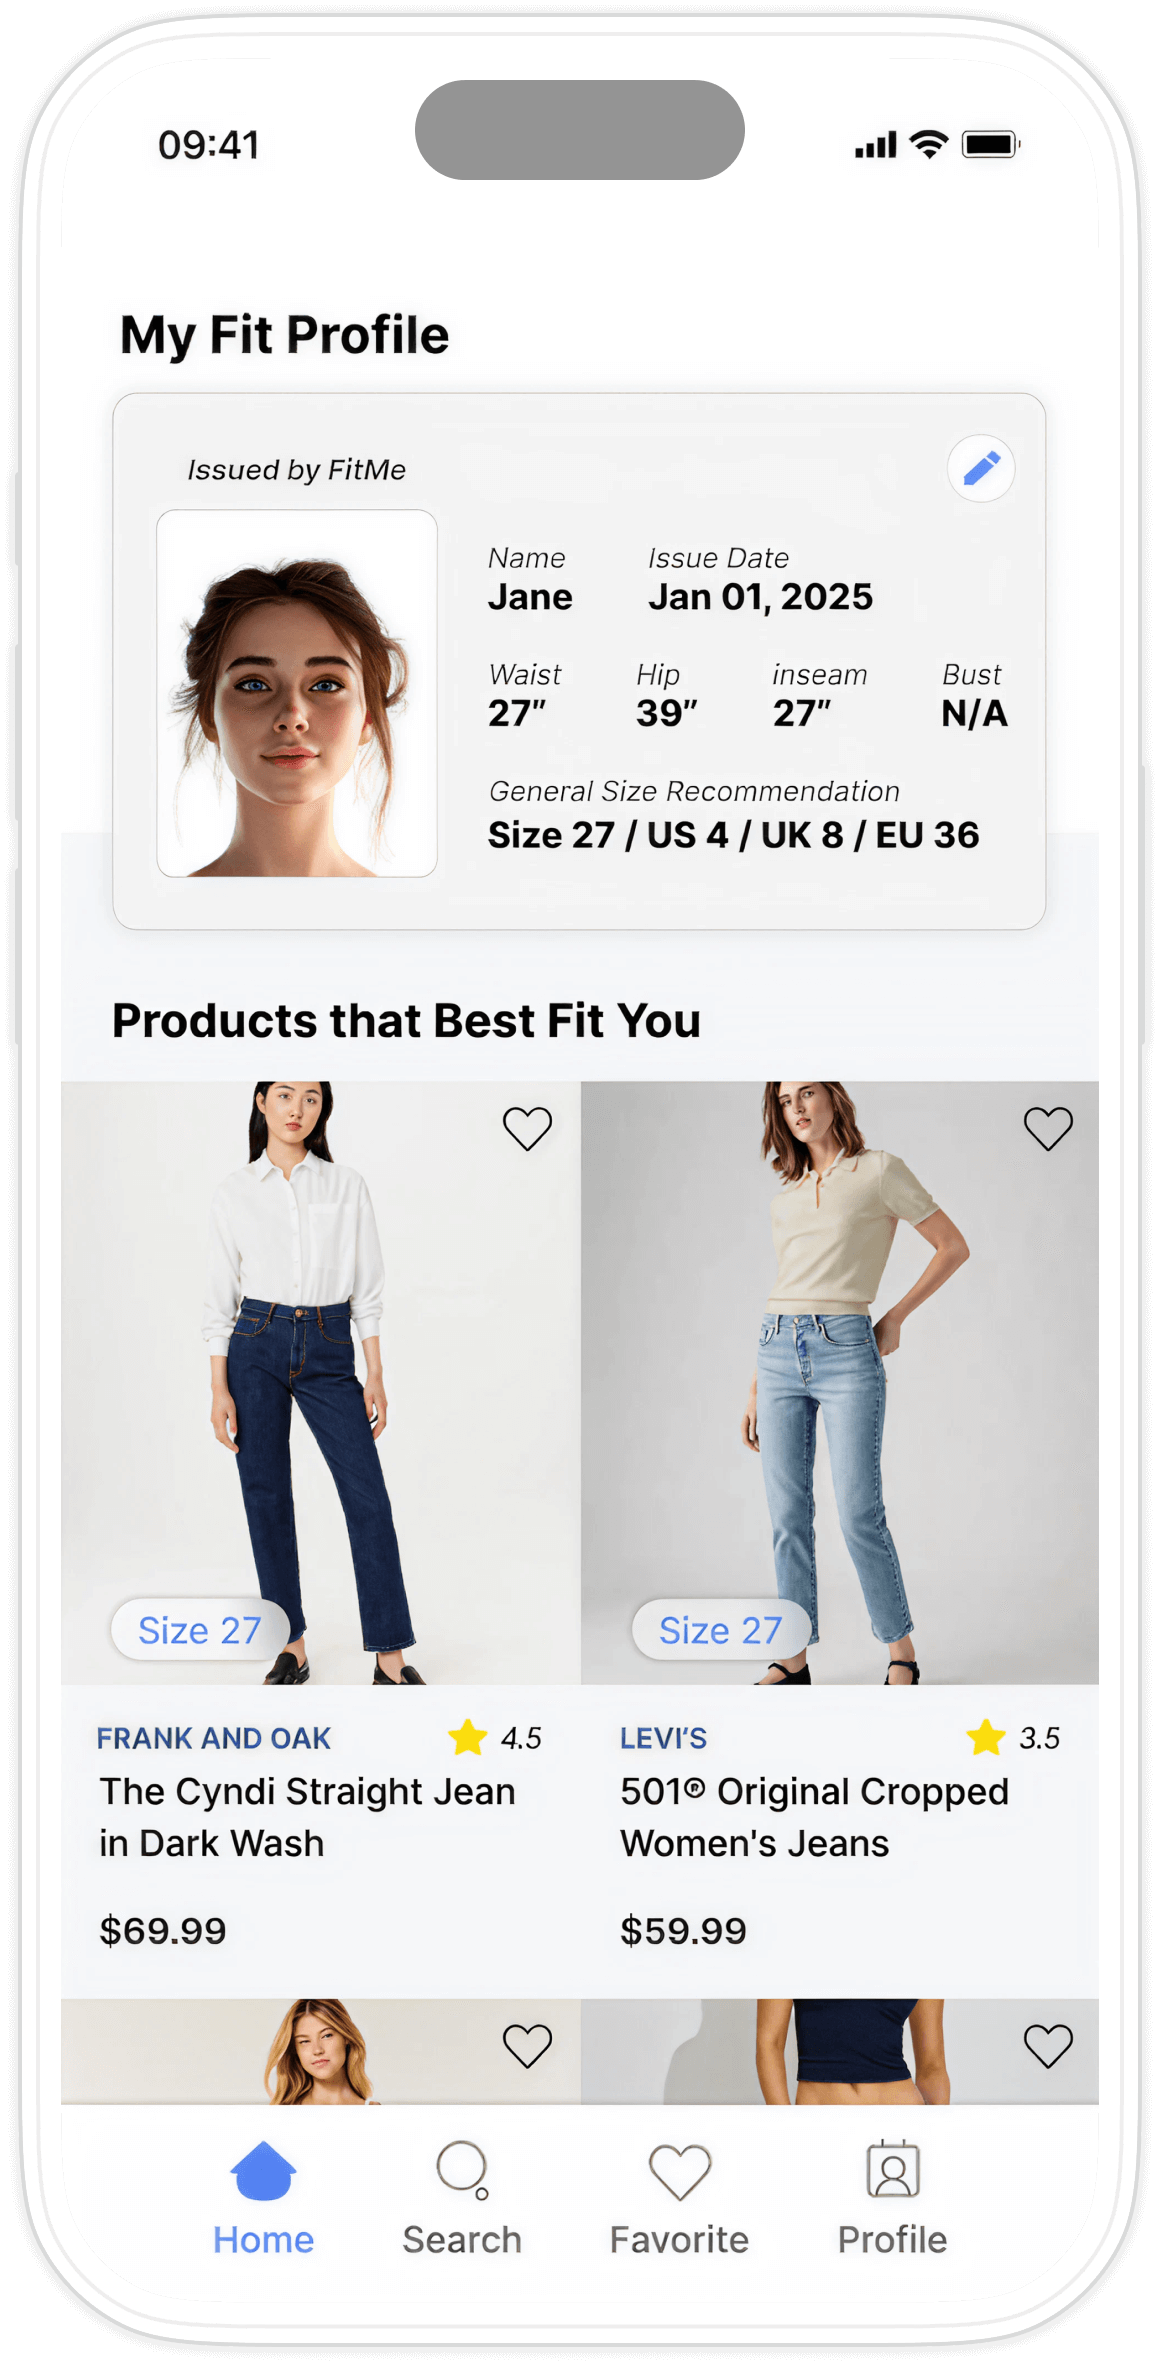 09:41
My Fit Profile
Issued by FitMe
Name Issue Date
Jane Jan 01, 2025
Waist Hip inseam Bust
27” 39” 27” N/A
General Size Recommendation
Size 27 / US 4 / UK 8 / EU 36
Products that Best Fit You
Size 27 Size 27
FRANK AND OAK 4.5
The Cyndi Straight Jean
in Dark Wash
$69.99
LEVI‘S 3.5
501® Original Cropped
Women's Jeans
$59.99
Home Search Favorite Profile